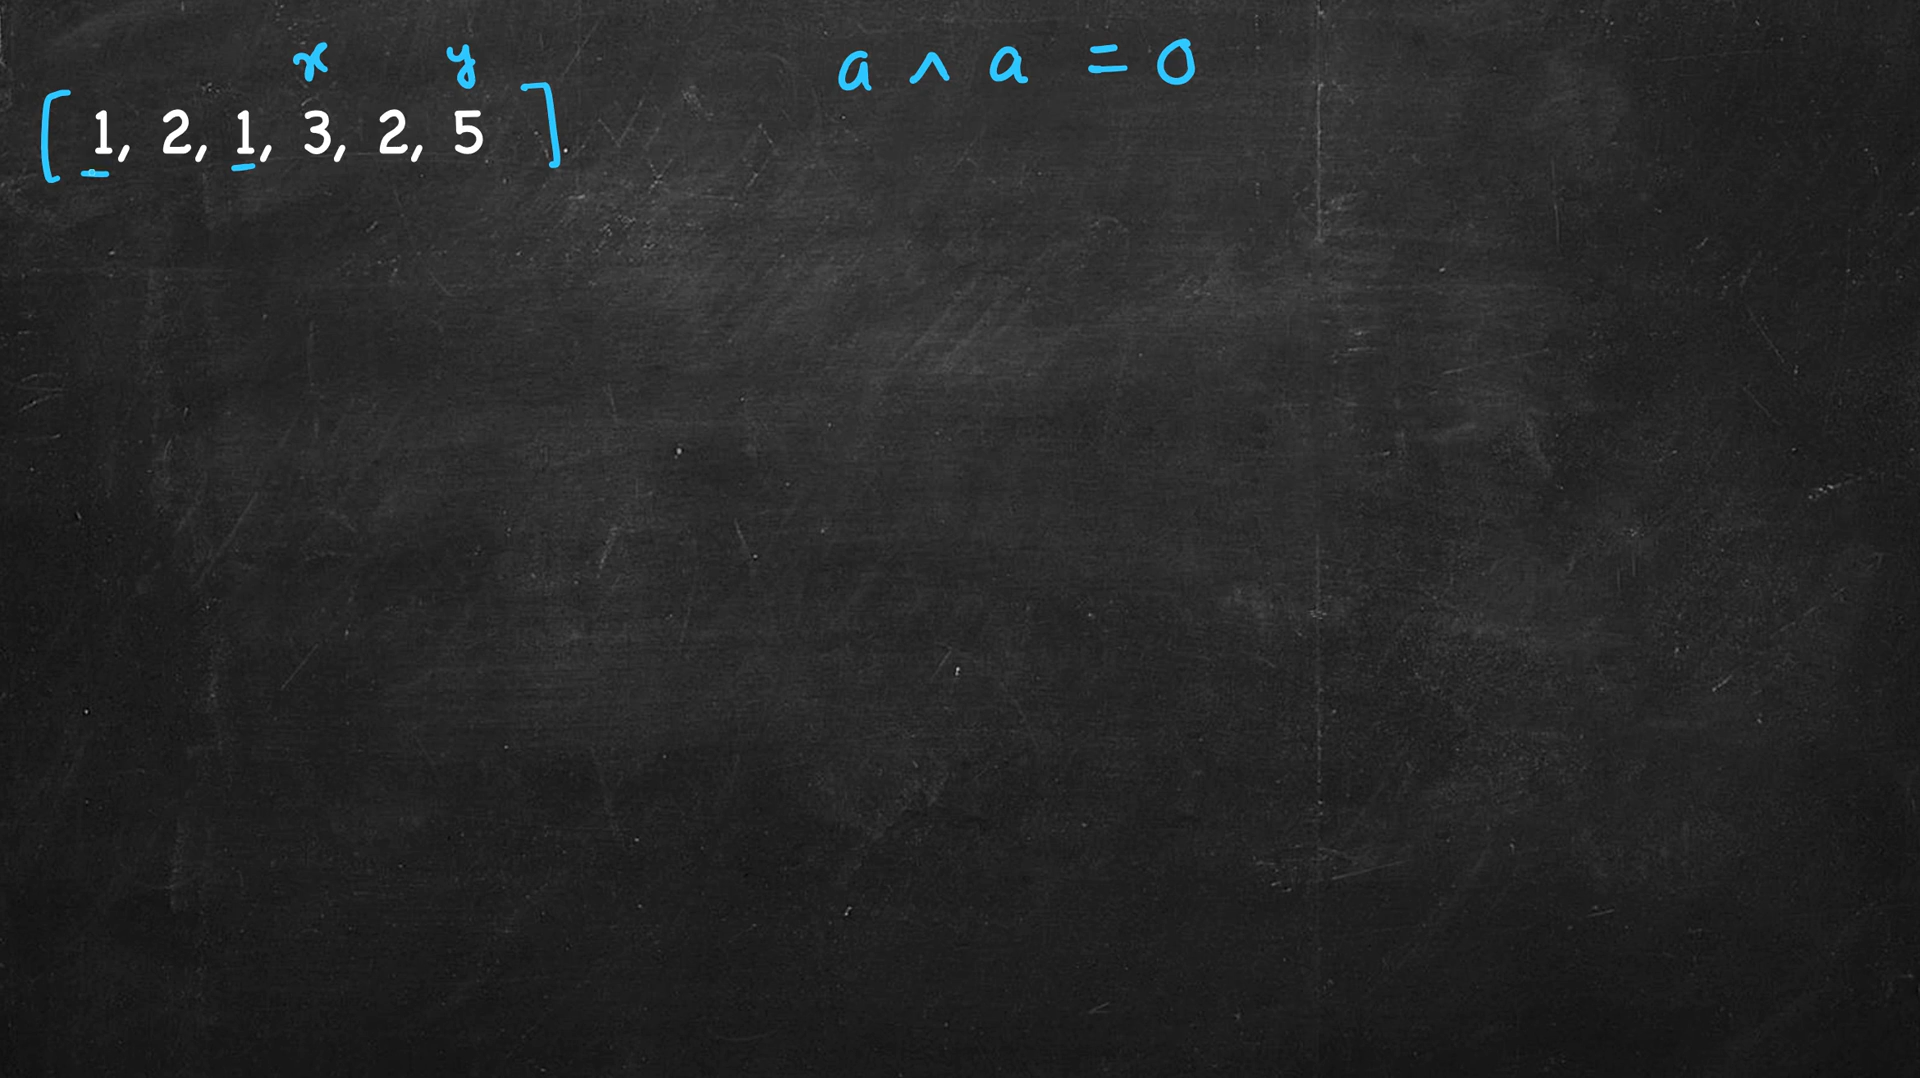 x y
[ 1, 2, 1, 3, 2, 5 ]
a ^ a = 0